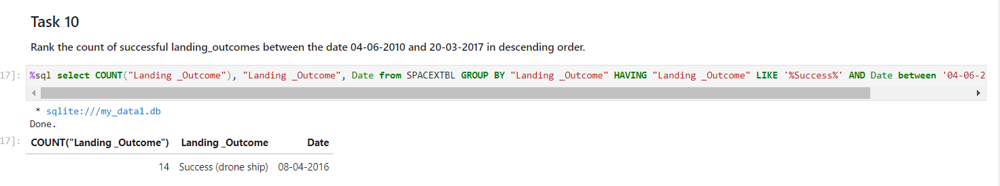 Task 10
Rank the count of successful landing_outcomes between the date 04-06-2010 and 20-03-2017 in descending order.
17]: %sql select COUNT("Landing _Outcome"), "Landing _Outcome", Date from SPACEXTBL GROUP BY "Landing _Outcome" HAVING "Landing _Outcome" LIKE '%Success%' AND Date between '04-06-2
* sqlite:///my_data1.db
Done.
17]: COUNT("Landing _Outcome") Landing _Outcome Date
14 Success (drone ship) 08-04-2016